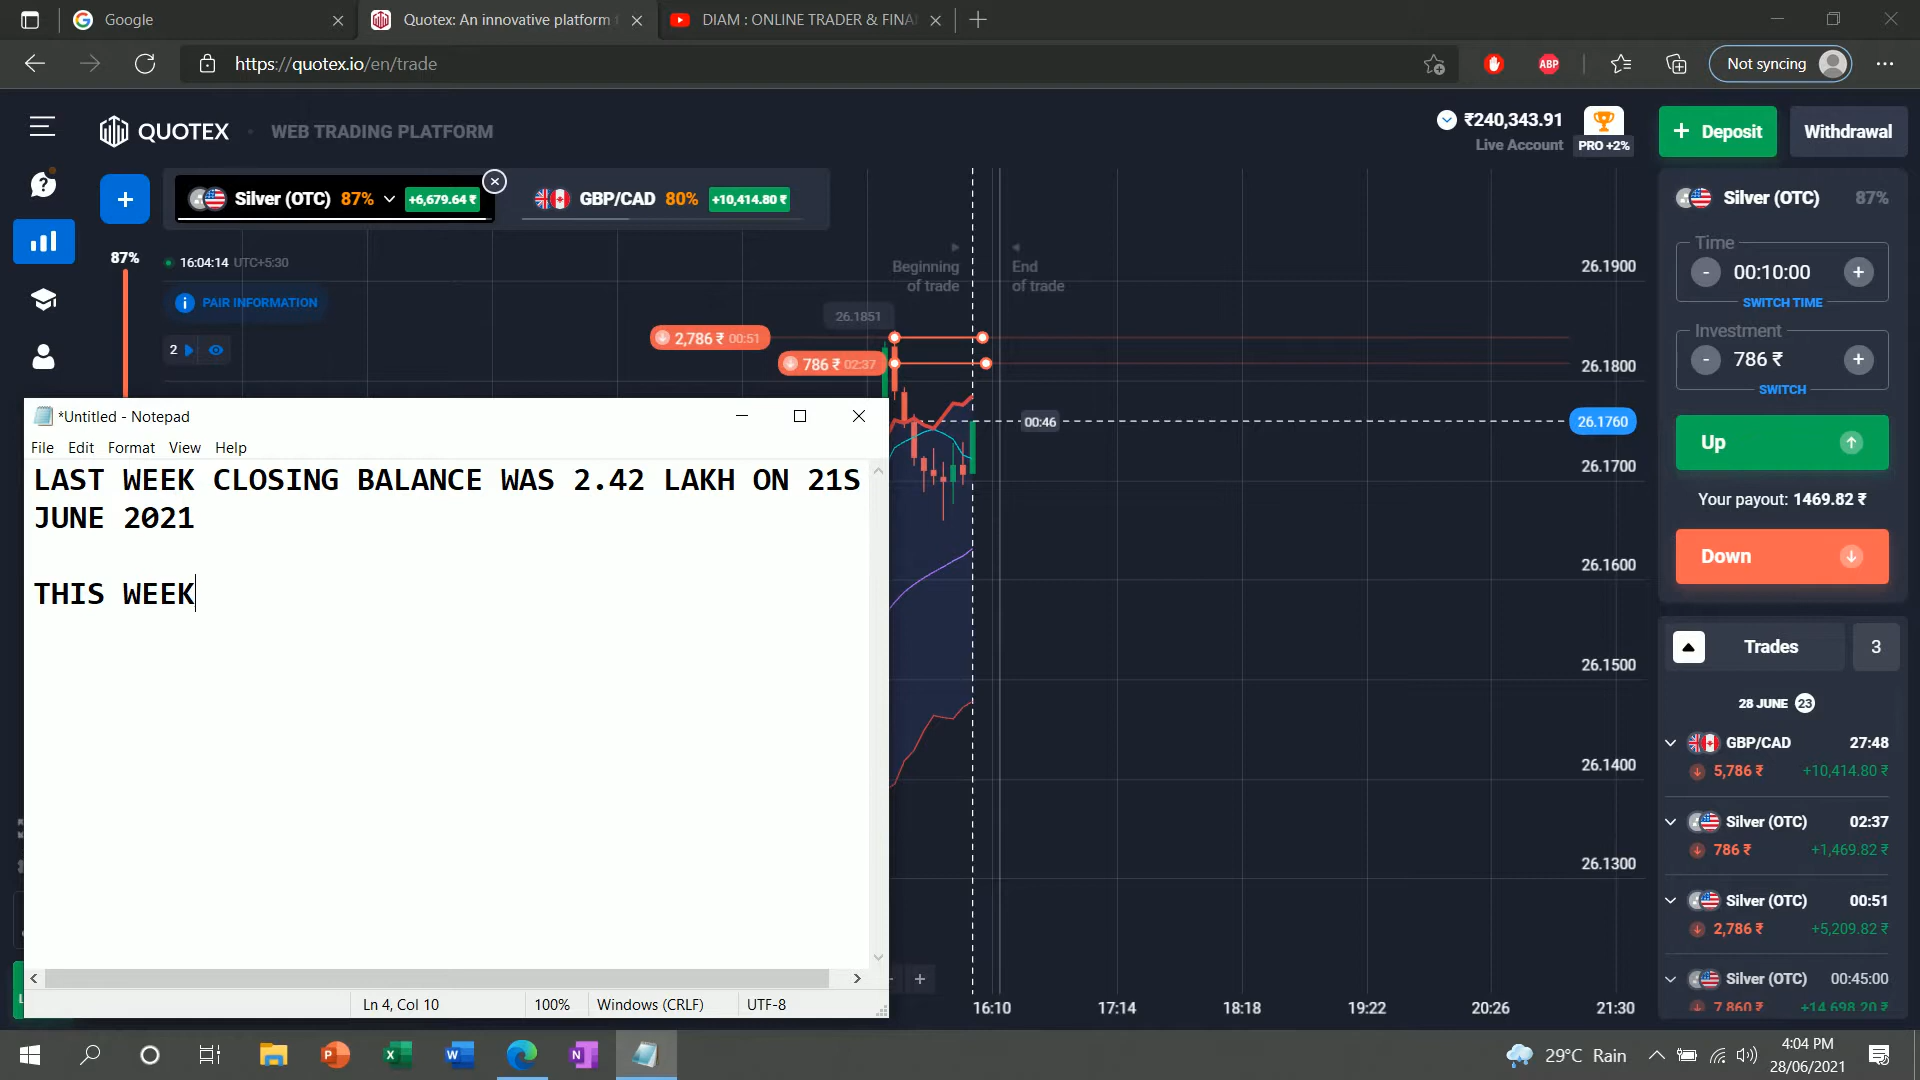 Google
Quotex: An innovative platform f
DIAM : ONLINE TRADER & FINA
https://quotex.io/en/trade
ABP
Not syncing
QUOTEX
WEB TRADING PLATFORM
₹240,343.91
Live Account
PRO +2%
+ Deposit
Withdrawal
Silver (OTC) 87% +6,679.64 ₹
GBP/CAD 80% +10,414.80 ₹
Silver (OTC) 87%
87%
16:04:14 UTC+5:30
PAIR INFORMATION
2
Beginning
of trade
End
of trade
26.1851
2,786 ₹ 00:51
786 ₹ 02:37
00:46
26.1900
26.1800
26.1760
26.1700
26.1600
26.1500
26.1400
26.1300
Time
- 00:10:00 +
SWITCH TIME
Investment
- 786 ₹ +
SWITCH
Up
Your payout: 1469.82 ₹
Down
Trades 3
28 JUNE 23
GBP/CAD 27:48
5,786 ₹ +10,414.80 ₹
Silver (OTC) 02:37
786 ₹ +1,469.82 ₹
Silver (OTC) 00:51
2,786 ₹ +5,209.82 ₹
Silver (OTC) 00:45:00
7,860 ₹ +14,698.20 ₹
*Untitled - Notepad
File Edit Format View Help
LAST WEEK CLOSING BALANCE WAS 2.42 LAKH ON 21S
JUNE 2021
THIS WEEK
Ln 4, Col 10 100% Windows (CRLF) UTF-8
16:10 17:14 18:18 19:22 20:26 21:30
29°C Rain
4:04 PM
28/06/2021